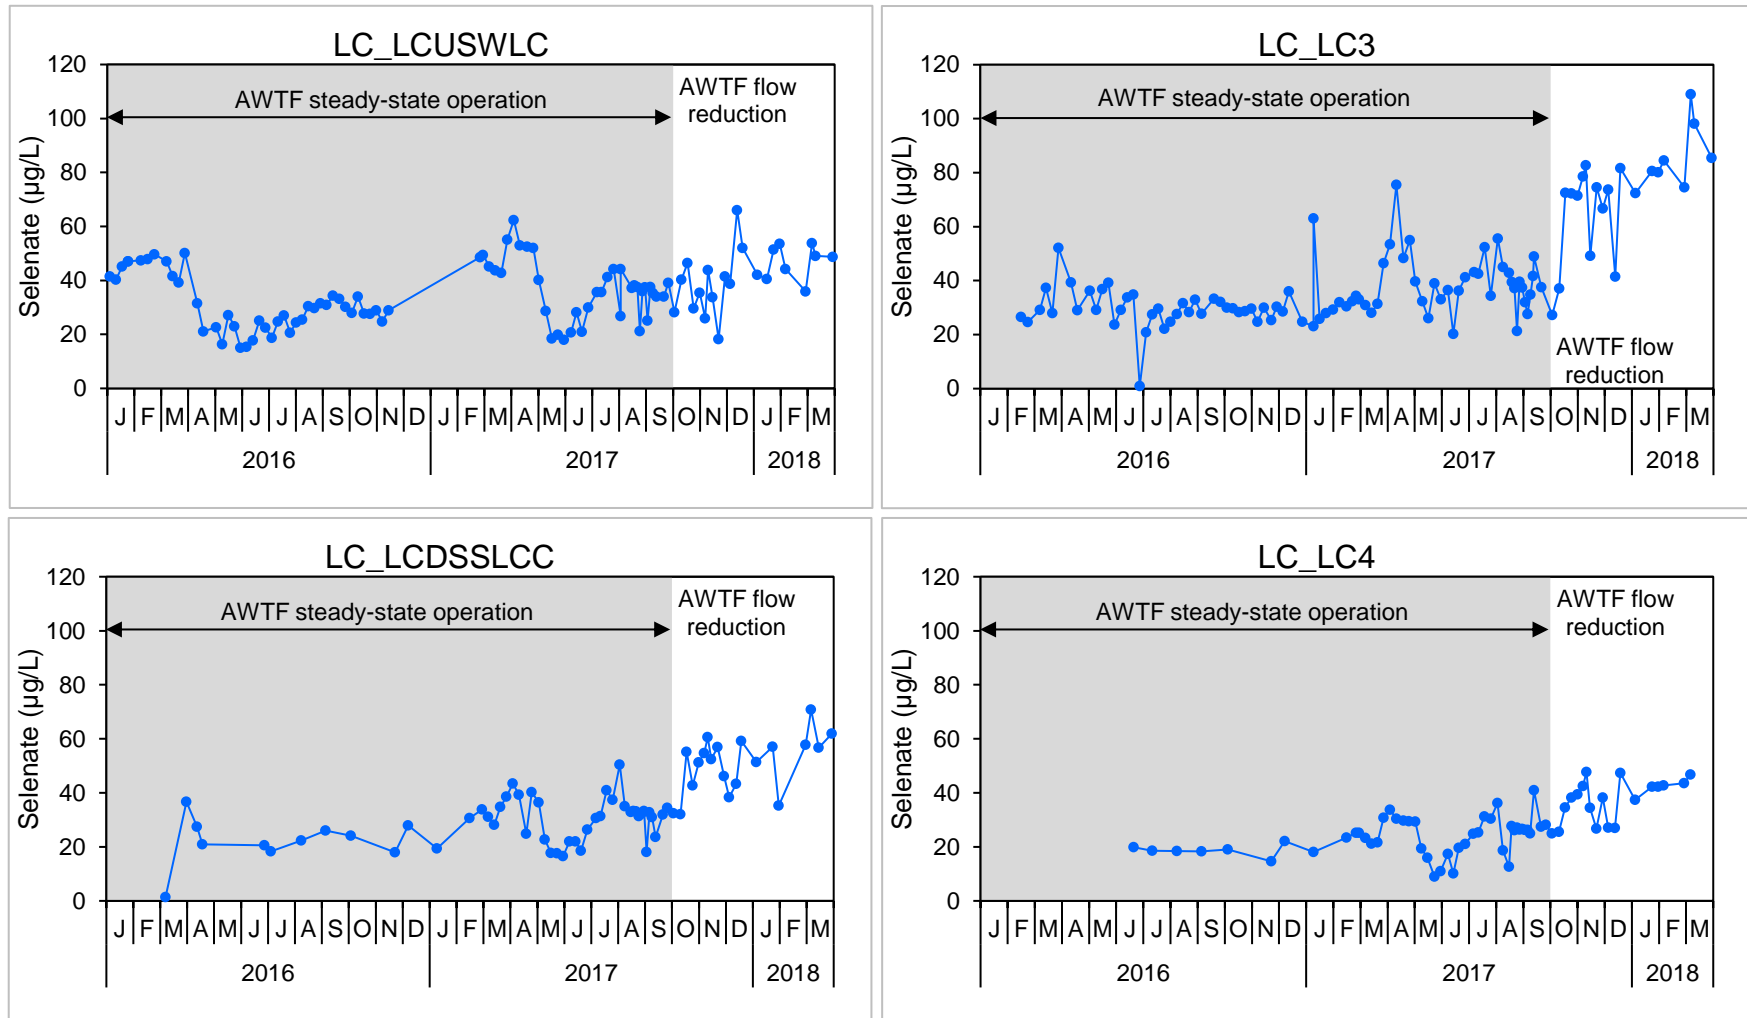 LC_LCUSWLC
120
100
80
60
40
20
0
Selenate (µg/L)
AWTF steady-state operation
AWTF flow
reduction
J F M A M J J A S O N D J F M A M J J A S O N D J F M
2016 2017 2018
LC_LC3
120
100
80
60
40
20
0
Selenate (µg/L)
AWTF steady-state operation
AWTF flow
reduction
J F M A M J J A S O N D J F M A M J J A S O N D J F M
2016 2017 2018
LC_LCDSSLCC
120
100
80
60
40
20
0
Selenate (µg/L)
AWTF steady-state operation
AWTF flow
reduction
J F M A M J J A S O N D J F M A M J J A S O N D J F M
2016 2017 2018
LC_LC4
120
100
80
60
40
20
0
Selenate (µg/L)
AWTF steady-state operation
AWTF flow
reduction
J F M A M J J A S O N D J F M A M J J A S O N D J F M
2016 2017 2018